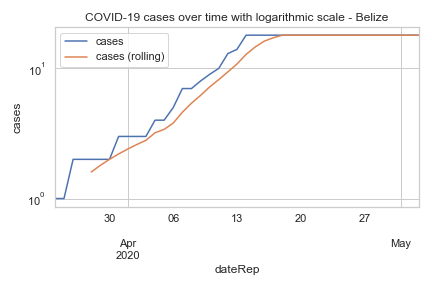 COVID-19 cases over time with logarithmic scale - Belize
cases
cases (rolling)
10¹
10⁰
cases
30 06 13 20 27
Apr May
2020
dateRep